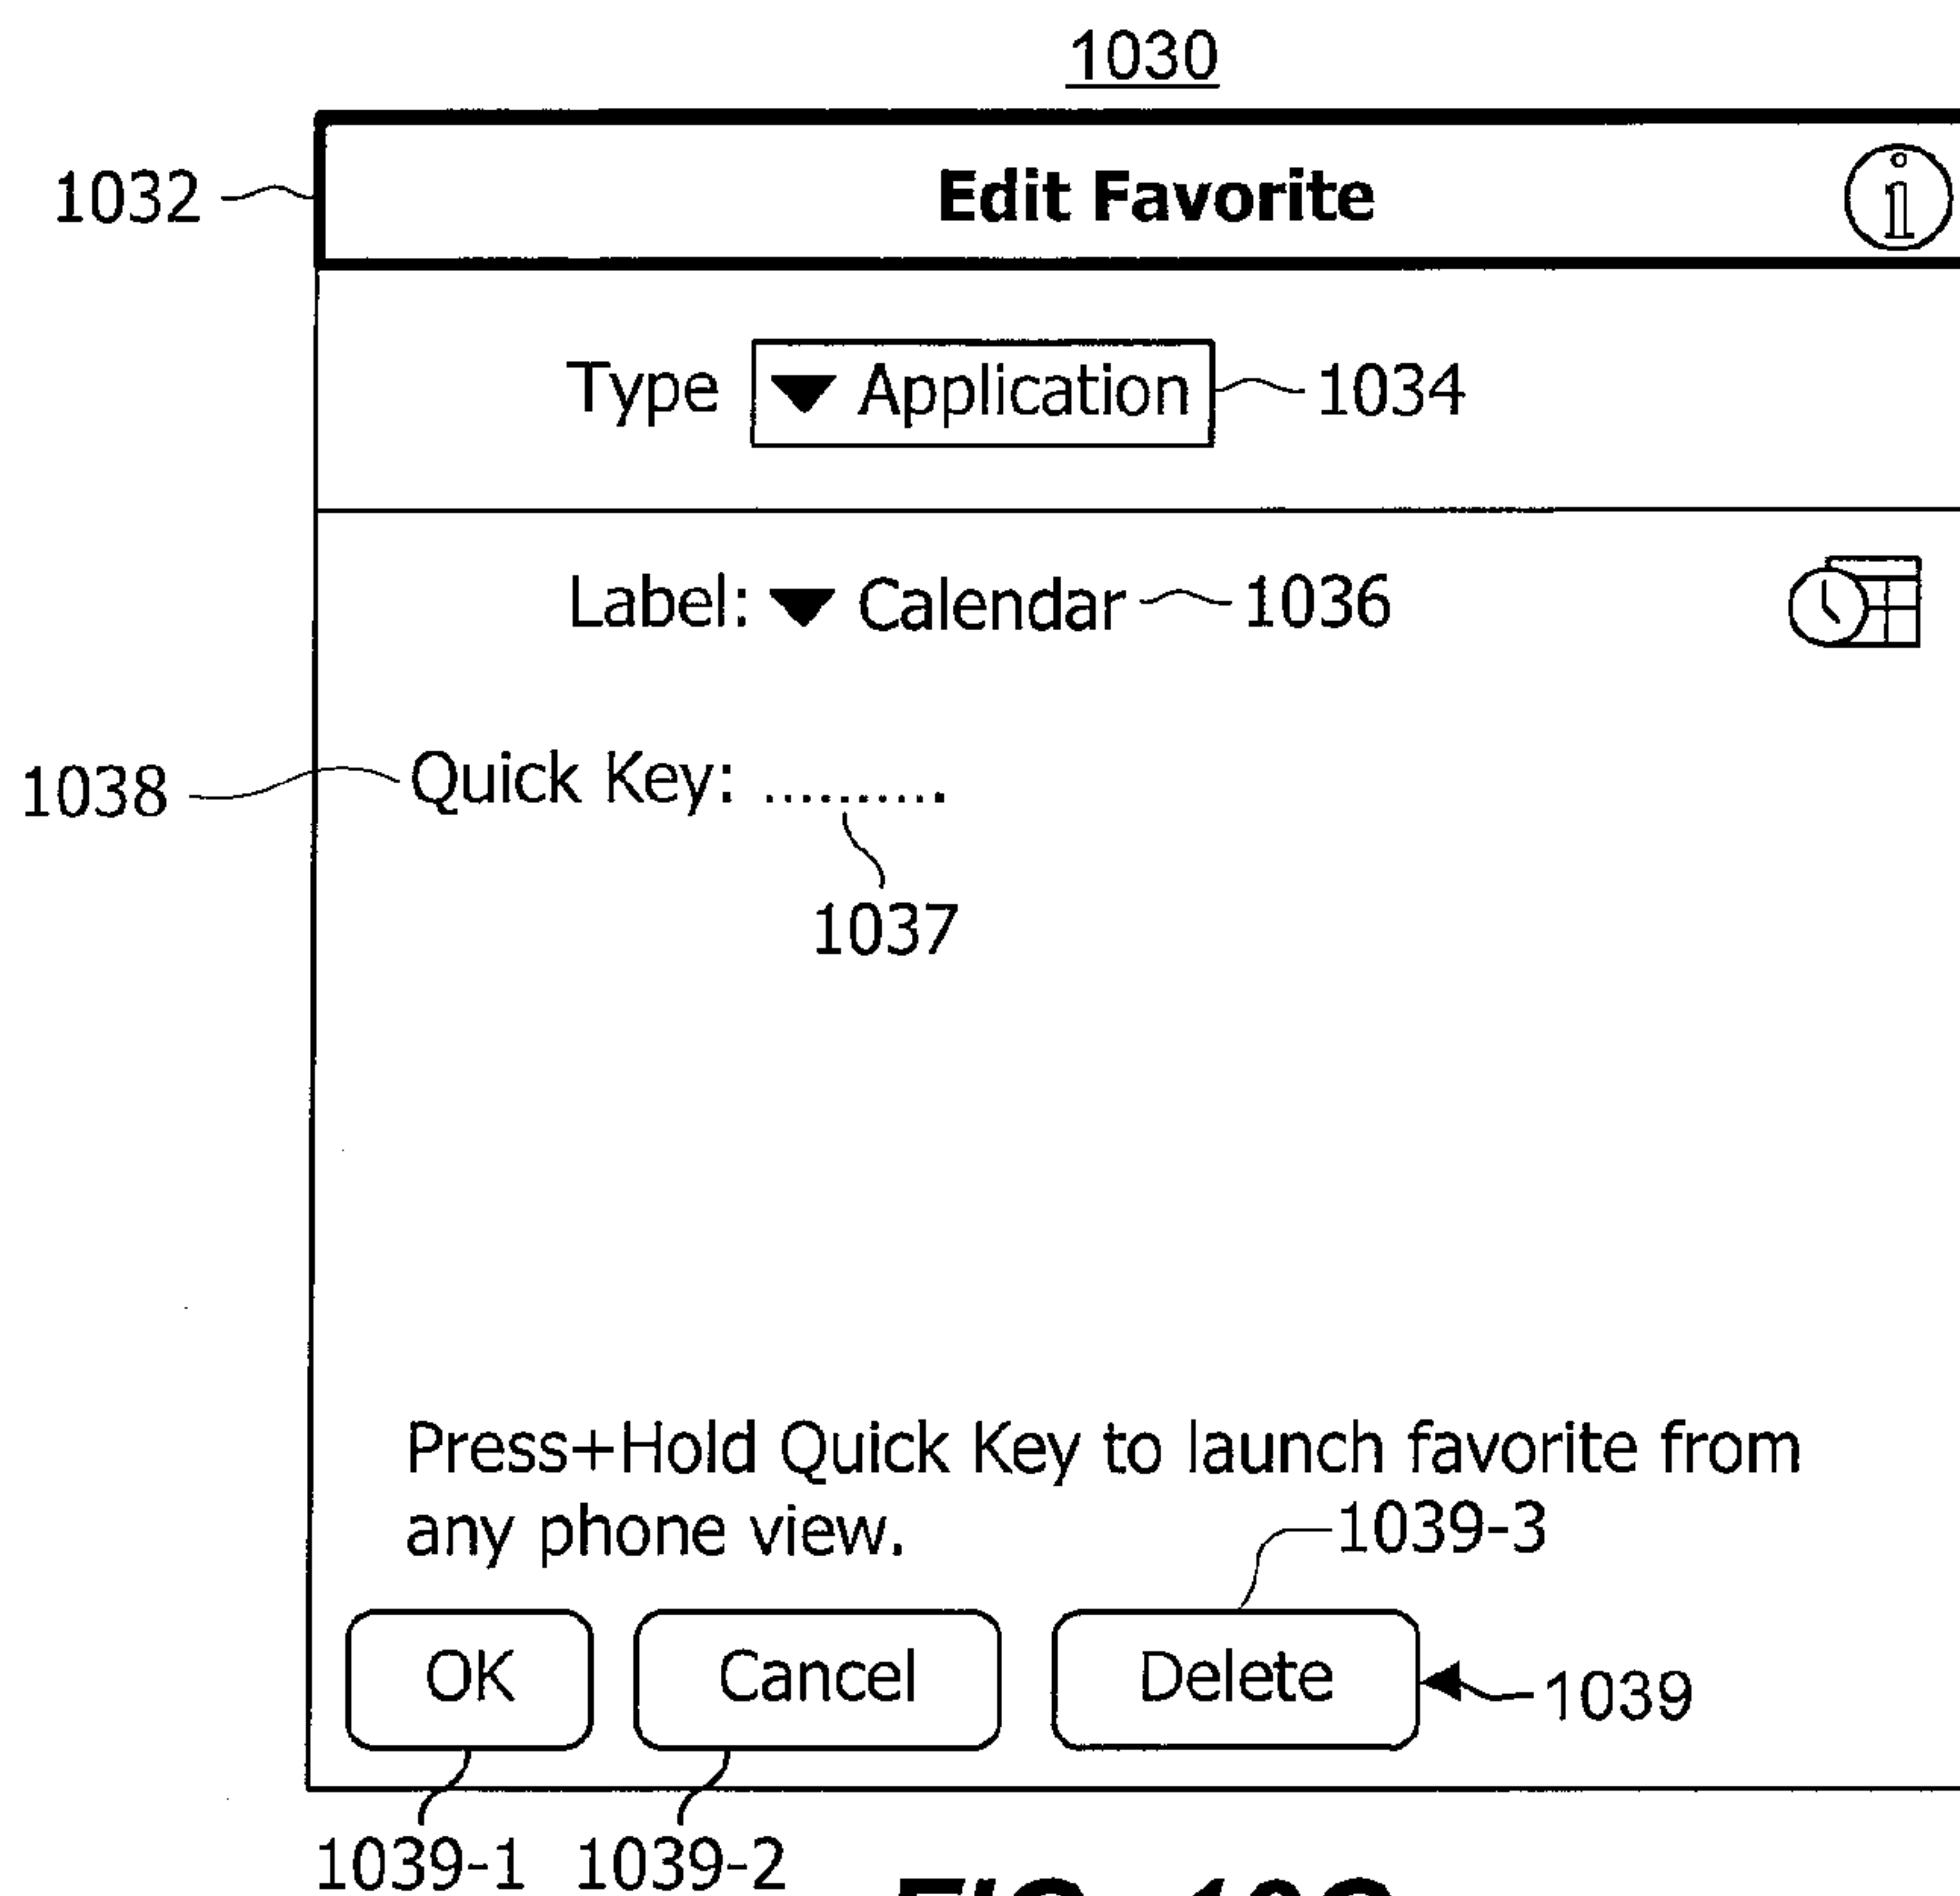 1030
1032 Edit Favorite i
Type ▼ Application 1034
Label: ▼ Calendar 1036
1038 Quick Key: ..........
1037
Press+Hold Quick Key to launch favorite from
any phone view.
1039-3
OK Cancel Delete 1039
1039-1 1039-2